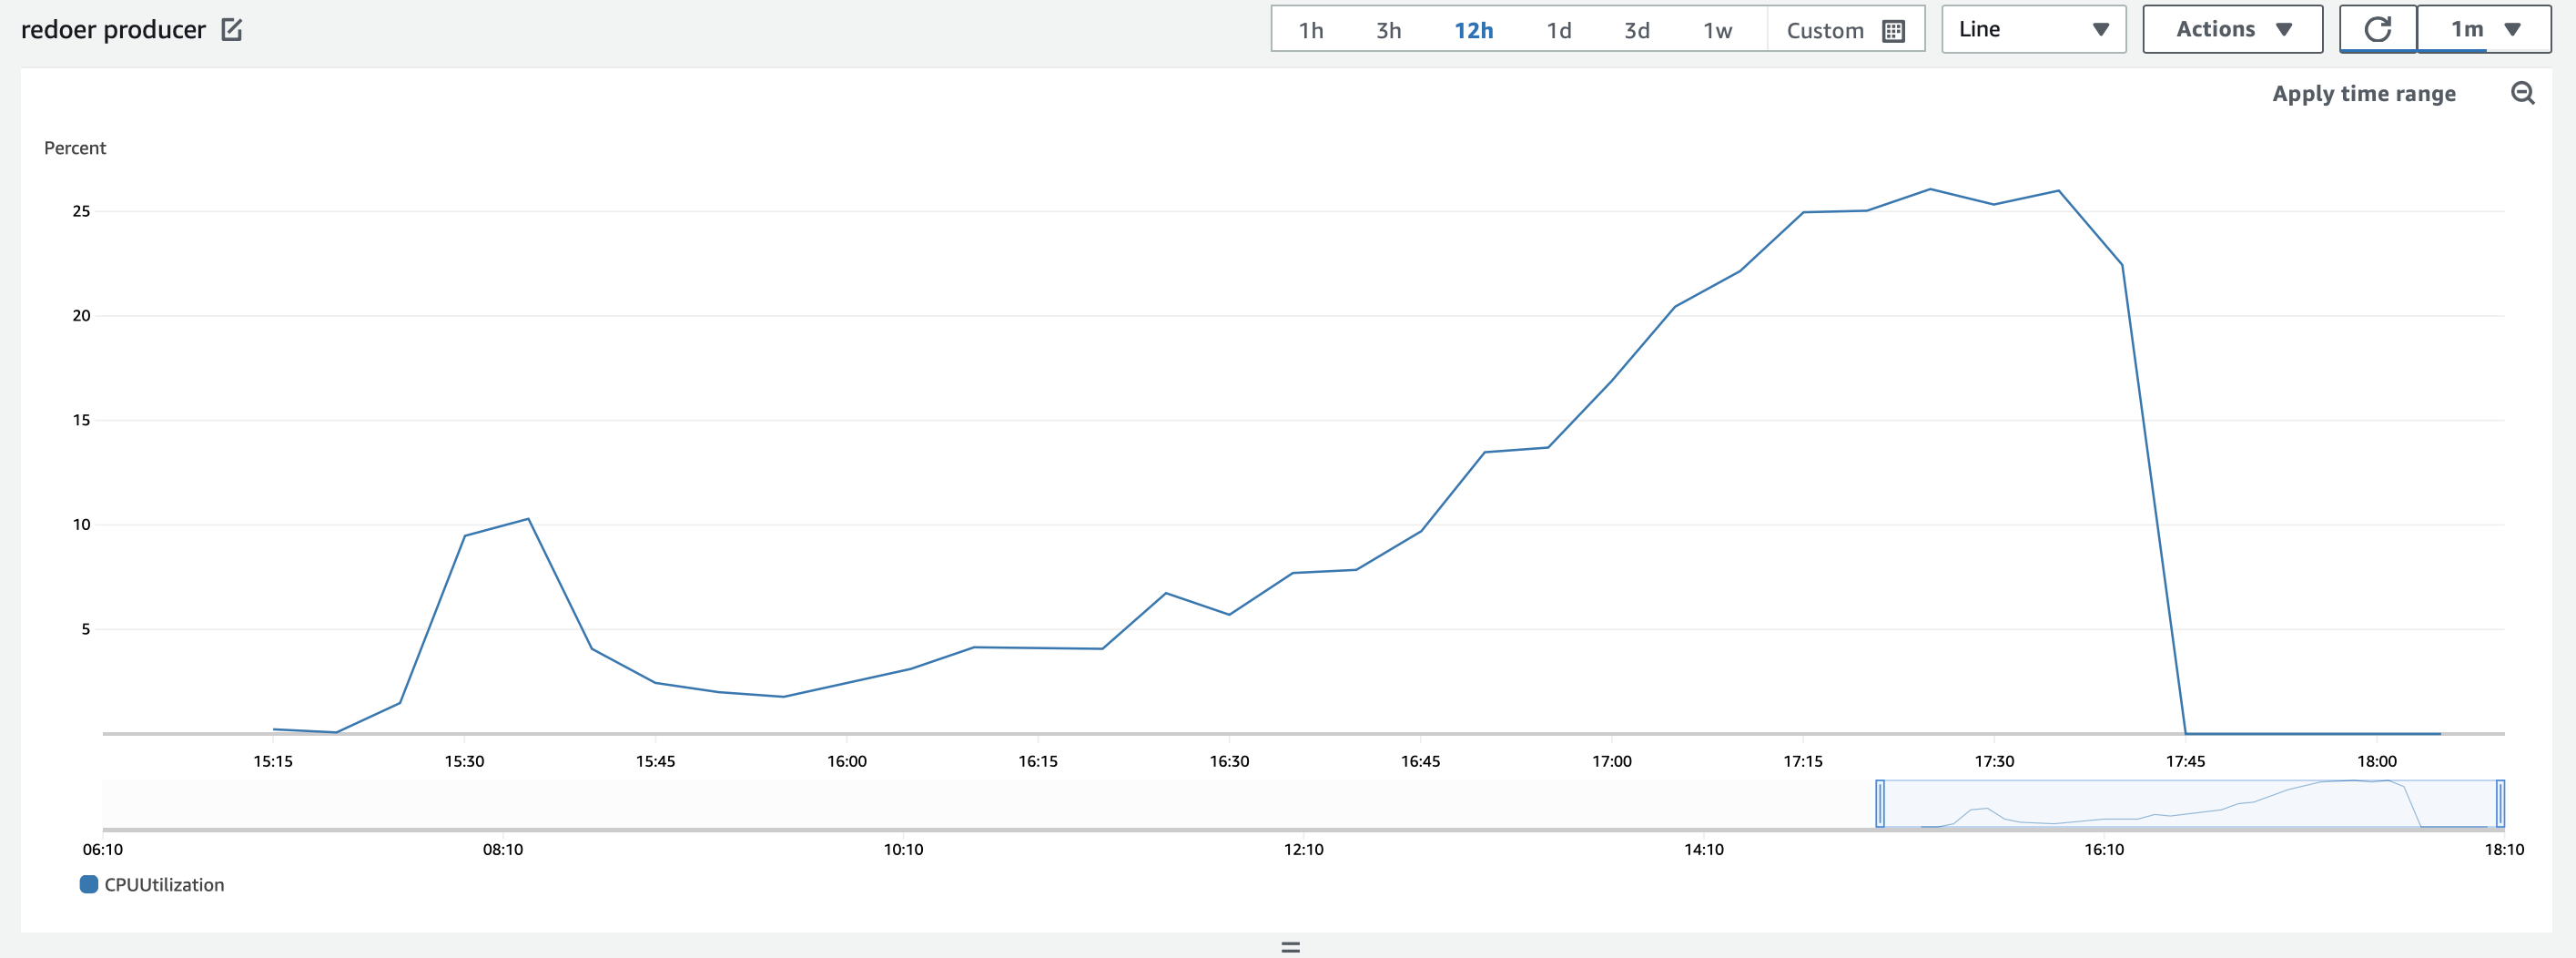 redoer producer
1h 3h 12h 1d 3d 1w Custom Line Actions 1m
Apply time range
Percent
25
20
15
10
5
15:15 15:30 15:45 16:00 16:15 16:30 16:45 17:00 17:15 17:30 17:45 18:00
06:10 08:10 10:10 12:10 14:10 16:10 18:10
CPUUtilization